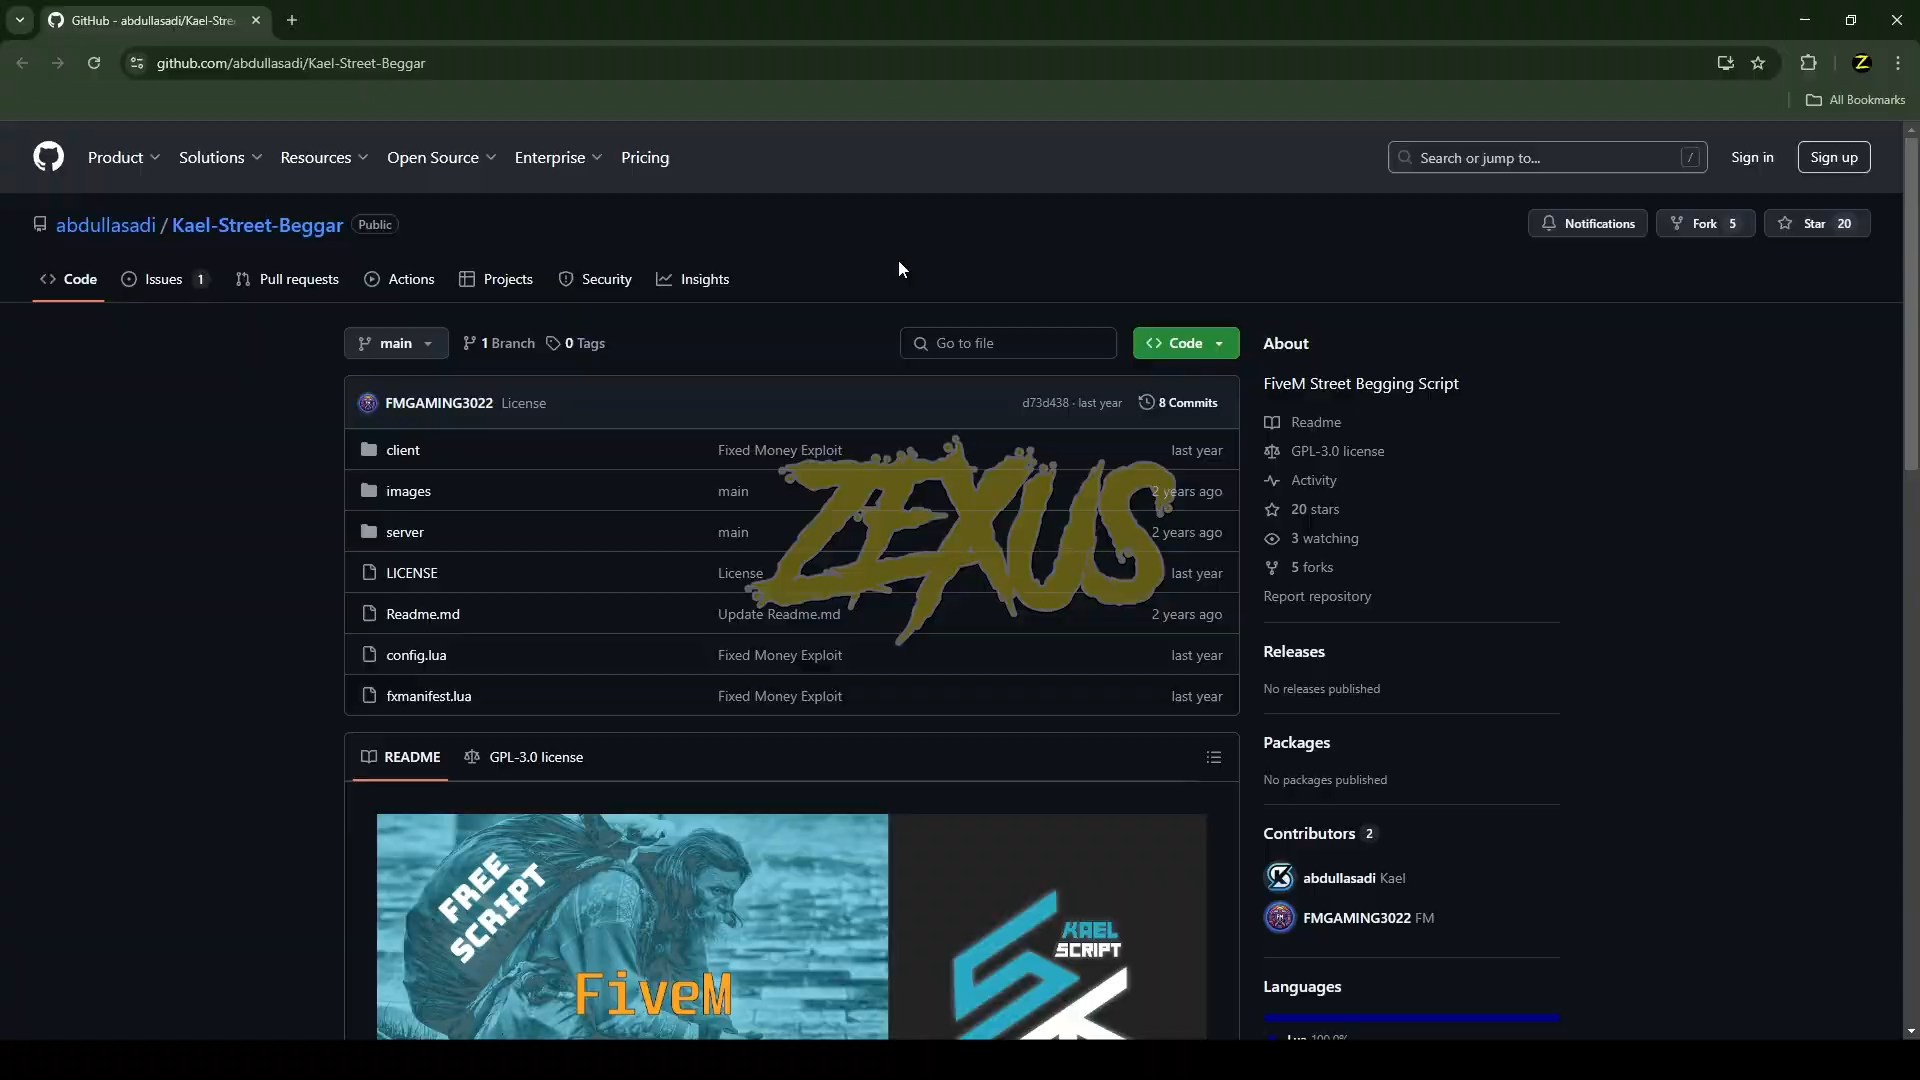 GitHub - abdullasadi/Kael-Stre
github.com/abdullasadi/Kael-Street-Beggar
Z
All Bookmarks
Product
Solutions
Resources
Open Source
Enterprise
Pricing
Search or jump to...
/
Sign in
Sign up
abdullasadi / Kael-Street-Beggar Public
Notifications
Fork 5
Star 20
Code
Issues 1
Pull requests
Actions
Projects
Security
Insights
main
1 Branch
0 Tags
Go to file
Code
FMGAMING3022 License
d73d438 · last year
8 Commits
client Fixed Money Exploit last year
images main 2 years ago
server main 2 years ago
LICENSE License last year
Readme.md Update Readme.md 2 years ago
config.lua Fixed Money Exploit last year
fxmanifest.lua Fixed Money Exploit last year
ZEXUS
README
GPL-3.0 license
FREE
SCRIPT
FiveM
KAEL
SCRIPT
About
FiveM Street Begging Script
Readme
GPL-3.0 license
Activity
20 stars
3 watching
5 forks
Report repository
Releases
No releases published
Packages
No packages published
Contributors 2
abdullasadi Kael
FMGAMING3022 FM
Languages
Lua 100.0%